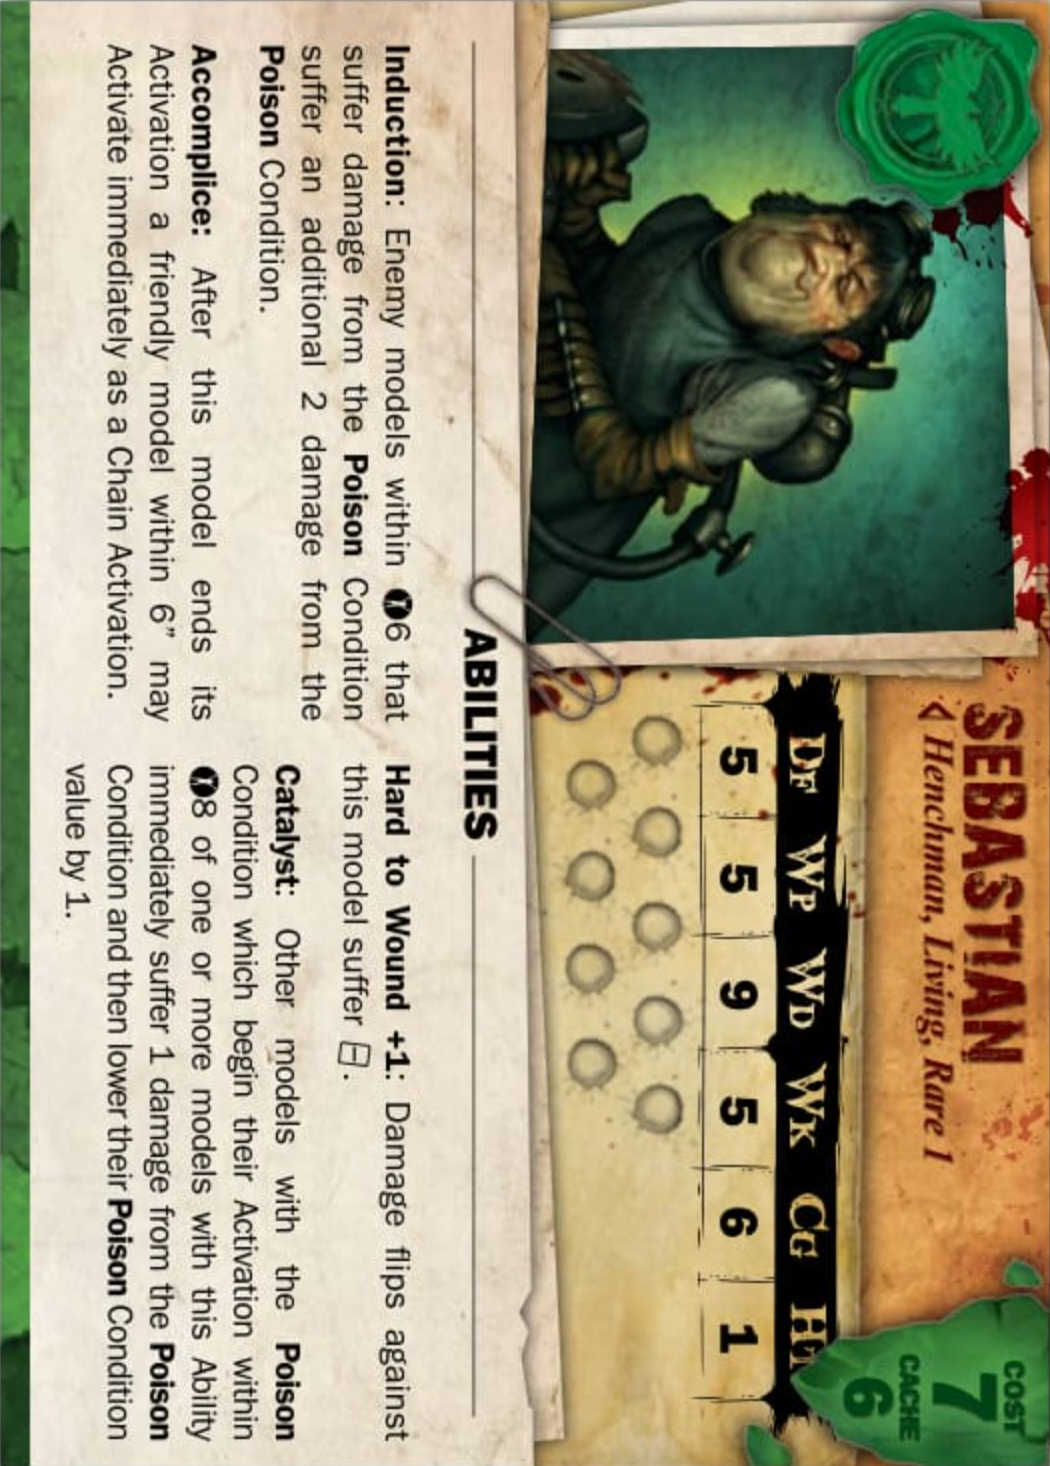 SEBASTIAN
Henchman, Living, Rare 1
COST
7
CACHE
6
DF WP WD WK CG HT
5 5 9 5 6 1
ABILITIES
Induction: Enemy models within 6 that
suffer damage from the Poison Condition
suffer an additional 2 damage from the
Poison Condition.
Accomplice: After this model ends its
Activation a friendly model within 6” may
Activate immediately as a Chain Activation.
Hard to Wound +1: Damage flips against
this model suffer ⊟.
Catalyst: Other models with the Poison
Condition which begin their Activation within
8 of one or more models with this Ability
immediately suffer 1 damage from the Poison
Condition and then lower their Poison Condition
value by 1.